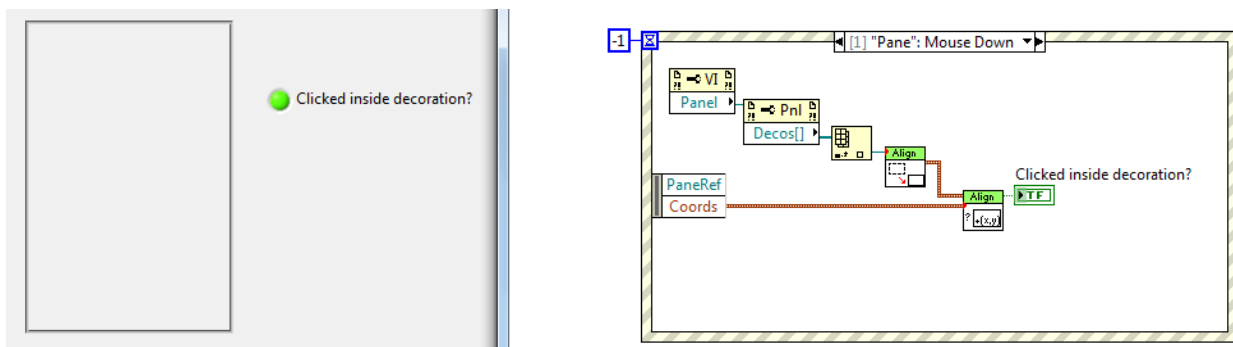 Clicked inside decoration?
-1
[1] "Pane": Mouse Down
VI
Panel
Pnl
Decos[]
Align
PaneRef
Coords
Align
? +(x,y)
Clicked inside decoration?
TF